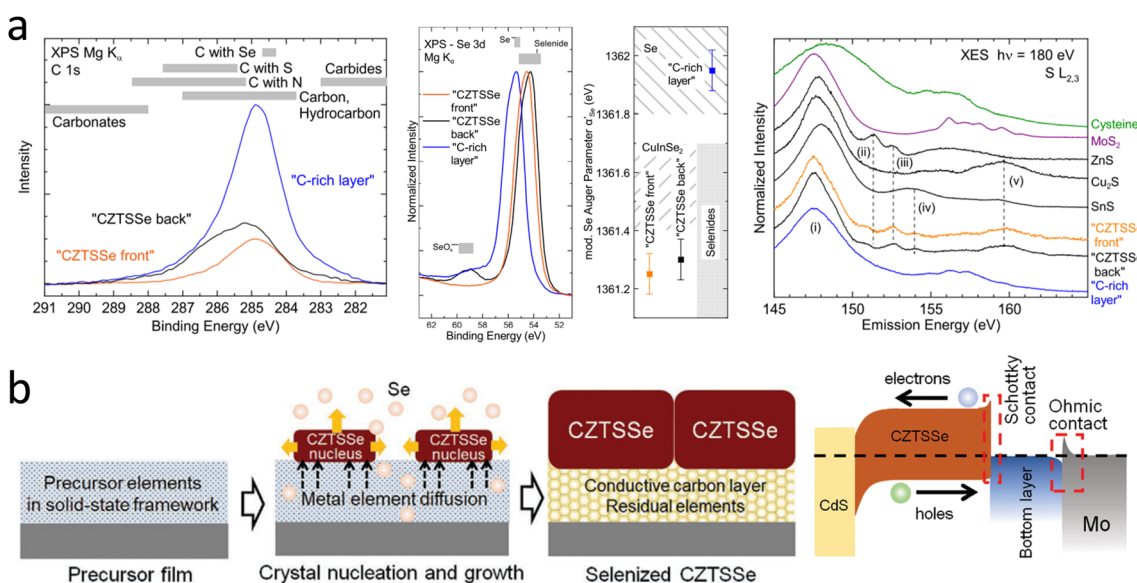 a
XPS Mg Kα
C 1s
C with Se
C with S
C with N
Carbides
Carbon,
Hydrocarbon
Carbonates
"C-rich layer"
"CZTSSe back"
"CZTSSe front"
Intensity
291 290 289 288 287 286 285 284 283 282
Binding Energy (eV)
XPS - Se 3d
Mg Kα
Se
Selenide
"CZTSSe
front"
"CZTSSe
back"
"C-rich
layer"
SeOx
Normalized Intensity
62 60 58 56 54 52
Binding Energy (eV)
mod. Se Auger Parameter α'Se (eV)
1362
1361.8
1361.6
1361.4
1361.2
Se
"C-rich
layer"
CuInSe2
"CZTSSe front"
"CZTSSe back"
Selenides
XES hν = 180 eV
S L2,3
Cysteine
MoS2
ZnS
Cu2S
SnS
"CZTSSe
front"
"CZTSSe
back"
"C-rich
layer"
(i)
(ii)
(iii)
(iv)
(v)
Normalized Intensity
145 150 155 160
Emission Energy (eV)
b
Precursor elements
in solid-state framework
Precursor film
Se
CZTSSe
nucleus
CZTSSe
nucleus
Metal element diffusion
Crystal nucleation and growth
CZTSSe
CZTSSe
Conductive carbon layer
Residual elements
Selenized CZTSSe
electrons
Schottky
contact
Ohmic
contact
CZTSSe
CdS
holes
Bottom layer
Mo